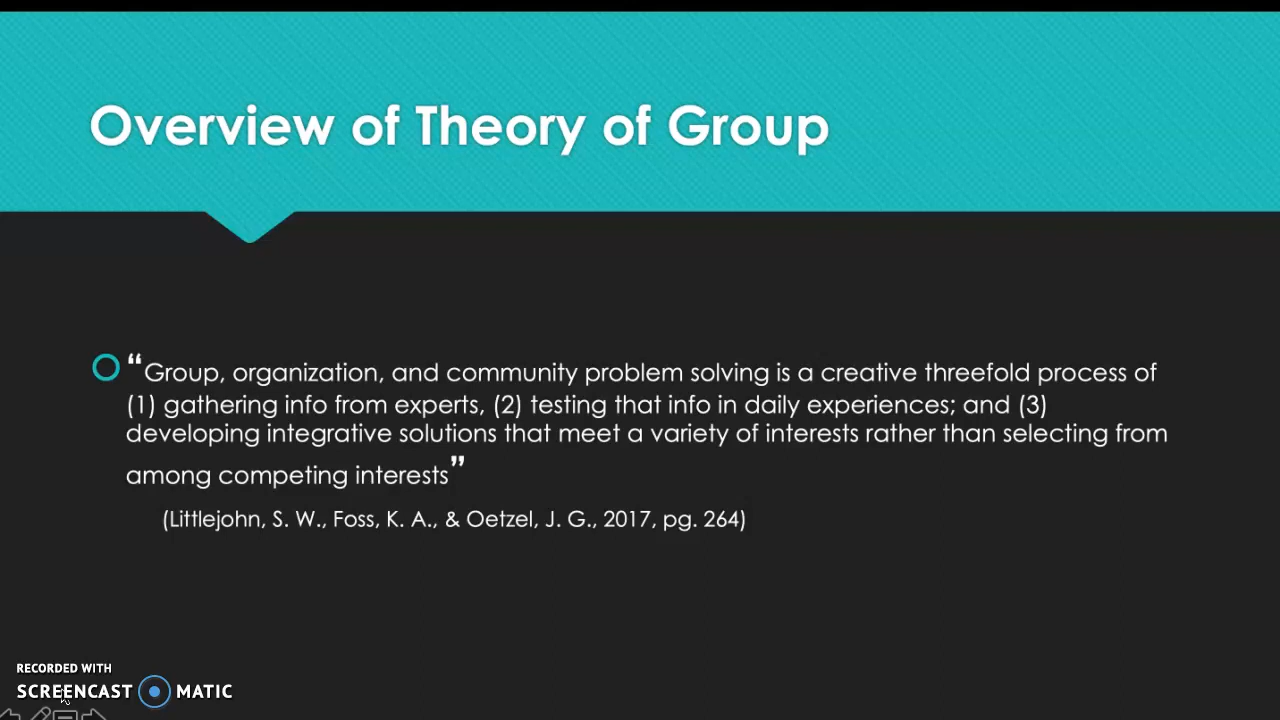 Overview of Theory of Group
“Group, organization, and community problem solving is a creative threefold process of
(1) gathering info from experts, (2) testing that info in daily experiences; and (3)
developing integrative solutions that meet a variety of interests rather than selecting from
among competing interests”
(Littlejohn, S. W., Foss, K. A., & Oetzel, J. G., 2017, pg. 264)
RECORDED WITH
SCREENCAST MATIC